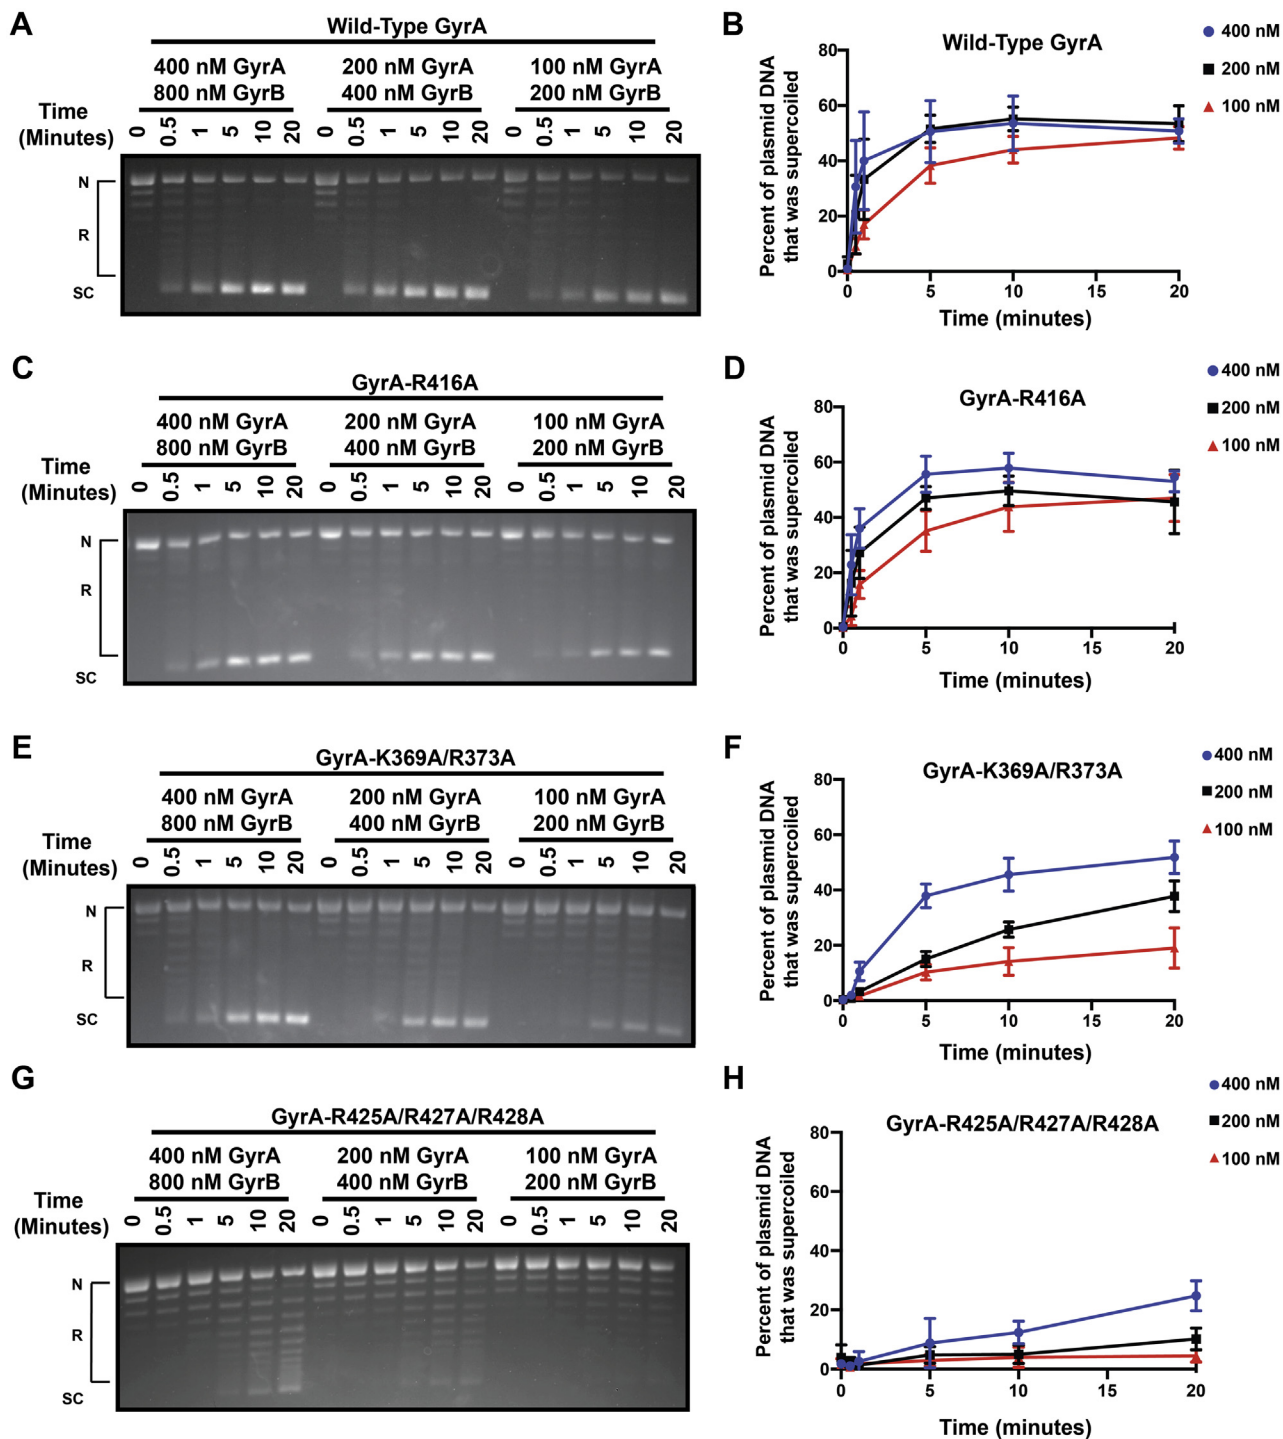 A
Wild-Type GyrA
400 nM GyrA
800 nM GyrB
200 nM GyrA
400 nM GyrB
100 nM GyrA
200 nM GyrB
Time
(Minutes)
0 0.5 1 5 10 20 0 0.5 1 5 10 20 0 0.5 1 5 10 20
N
R
SC
B
Wild-Type GyrA
400 nM
200 nM
100 nM
Percent of plasmid DNA
that was supercoiled
80
60
40
20
0
0 5 10 15 20
Time (minutes)
C
GyrA-R416A
400 nM GyrA
800 nM GyrB
200 nM GyrA
400 nM GyrB
100 nM GyrA
200 nM GyrB
Time
(Minutes)
0 0.5 1 5 10 20 0 0.5 1 5 10 20 0 0.5 1 5 10 20
N
R
SC
D
GyrA-R416A
400 nM
200 nM
100 nM
Percent of plasmid DNA
that was supercoiled
80
60
40
20
0
0 5 10 15 20
Time (minutes)
E
GyrA-K369A/R373A
400 nM GyrA
800 nM GyrB
200 nM GyrA
400 nM GyrB
100 nM GyrA
200 nM GyrB
Time
(Minutes)
0 0.5 1 5 10 20 0 0.5 1 5 10 20 0 0.5 1 5 10 20
N
R
SC
F
GyrA-K369A/R373A
400 nM
200 nM
100 nM
Percent of plasmid DNA
that was supercoiled
80
60
40
20
0
0 5 10 15 20
Time (minutes)
G
GyrA-R425A/R427A/R428A
400 nM GyrA
800 nM GyrB
200 nM GyrA
400 nM GyrB
100 nM GyrA
200 nM GyrB
Time
(Minutes)
0 0.5 1 5 10 20 0 0.5 1 5 10 20 0 0.5 1 5 10 20
N
R
SC
H
GyrA-R425A/R427A/R428A
400 nM
200 nM
100 nM
Percent of plasmid DNA
that was supercoiled
80
60
40
20
0
0 5 10 15 20
Time (minutes)